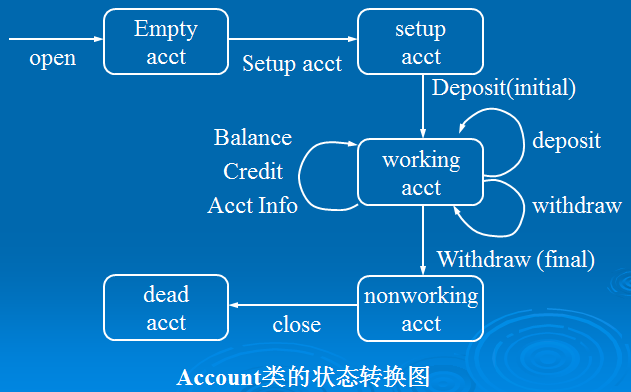 Empty
acct
setup
acct
open
Setup acct
Deposit(initial)
Balance
Credit
Acct Info
working
acct
deposit
withdraw
Withdraw (final)
dead
acct
close
nonworking
acct
Account类的状态转换图